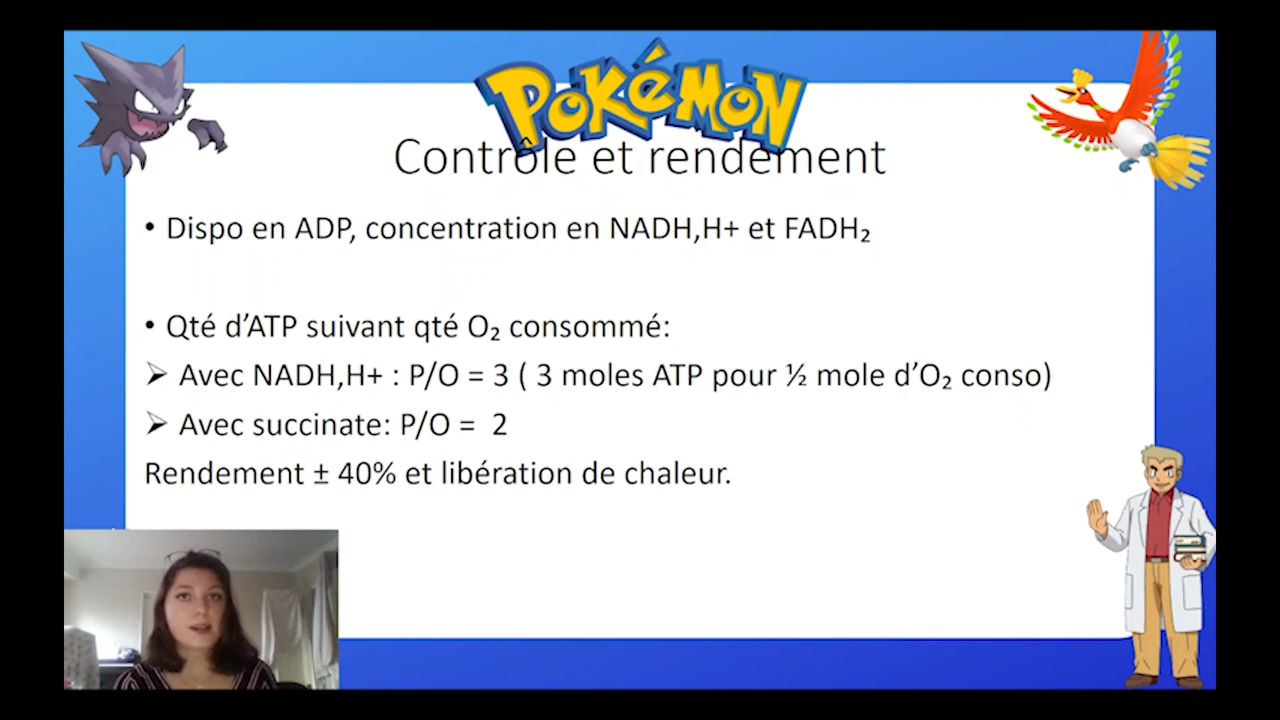 POKéMON
Contrôle et rendement
• Dispo en ADP, concentration en NADH,H+ et FADH₂
• Qté d’ATP suivant qté O₂ consommé:
➢ Avec NADH,H+ : P/O = 3 ( 3 moles ATP pour ½ mole d’O₂ conso)
➢ Avec succinate: P/O = 2
Rendement ± 40% et libération de chaleur.